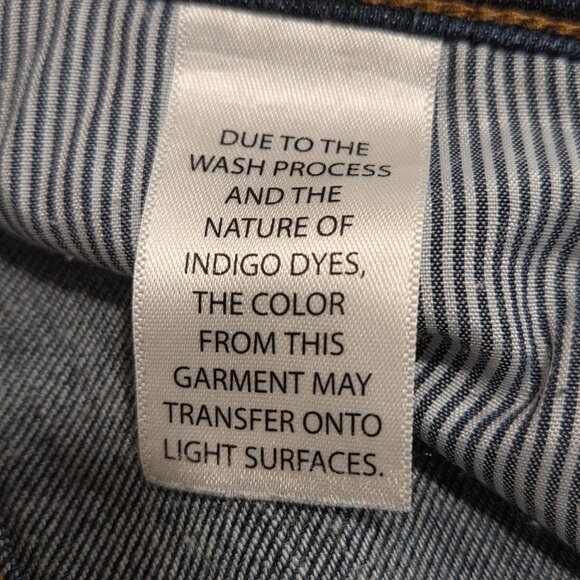 DUE TO THE
WASH PROCESS
AND THE
NATURE OF
INDIGO DYES,
THE COLOR
FROM THIS
GARMENT MAY
TRANSFER ONTO
LIGHT SURFACES.